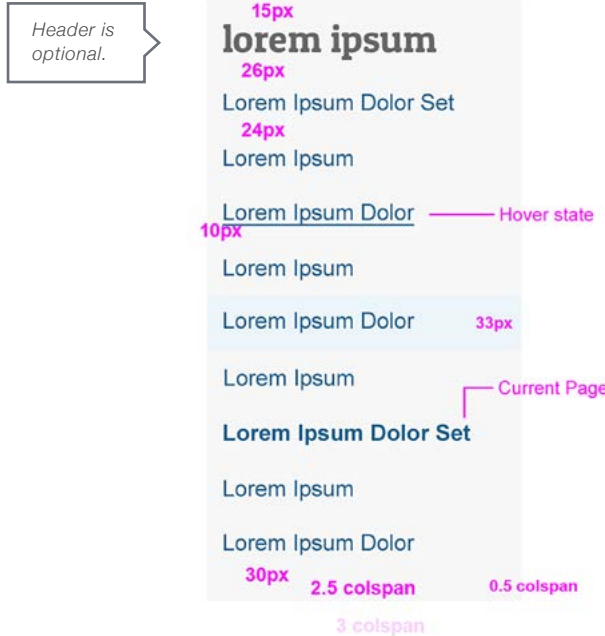 15px
Header is
optional.
lorem ipsum
26px
Lorem Ipsum Dolor Set
24px
Lorem Ipsum
Lorem Ipsum Dolor
Hover state
10px
Lorem Ipsum
Lorem Ipsum Dolor
33px
Lorem Ipsum
Current Page
Lorem Ipsum Dolor Set
Lorem Ipsum
Lorem Ipsum Dolor
30px
2.5 colspan
0.5 colspan
3 colspan